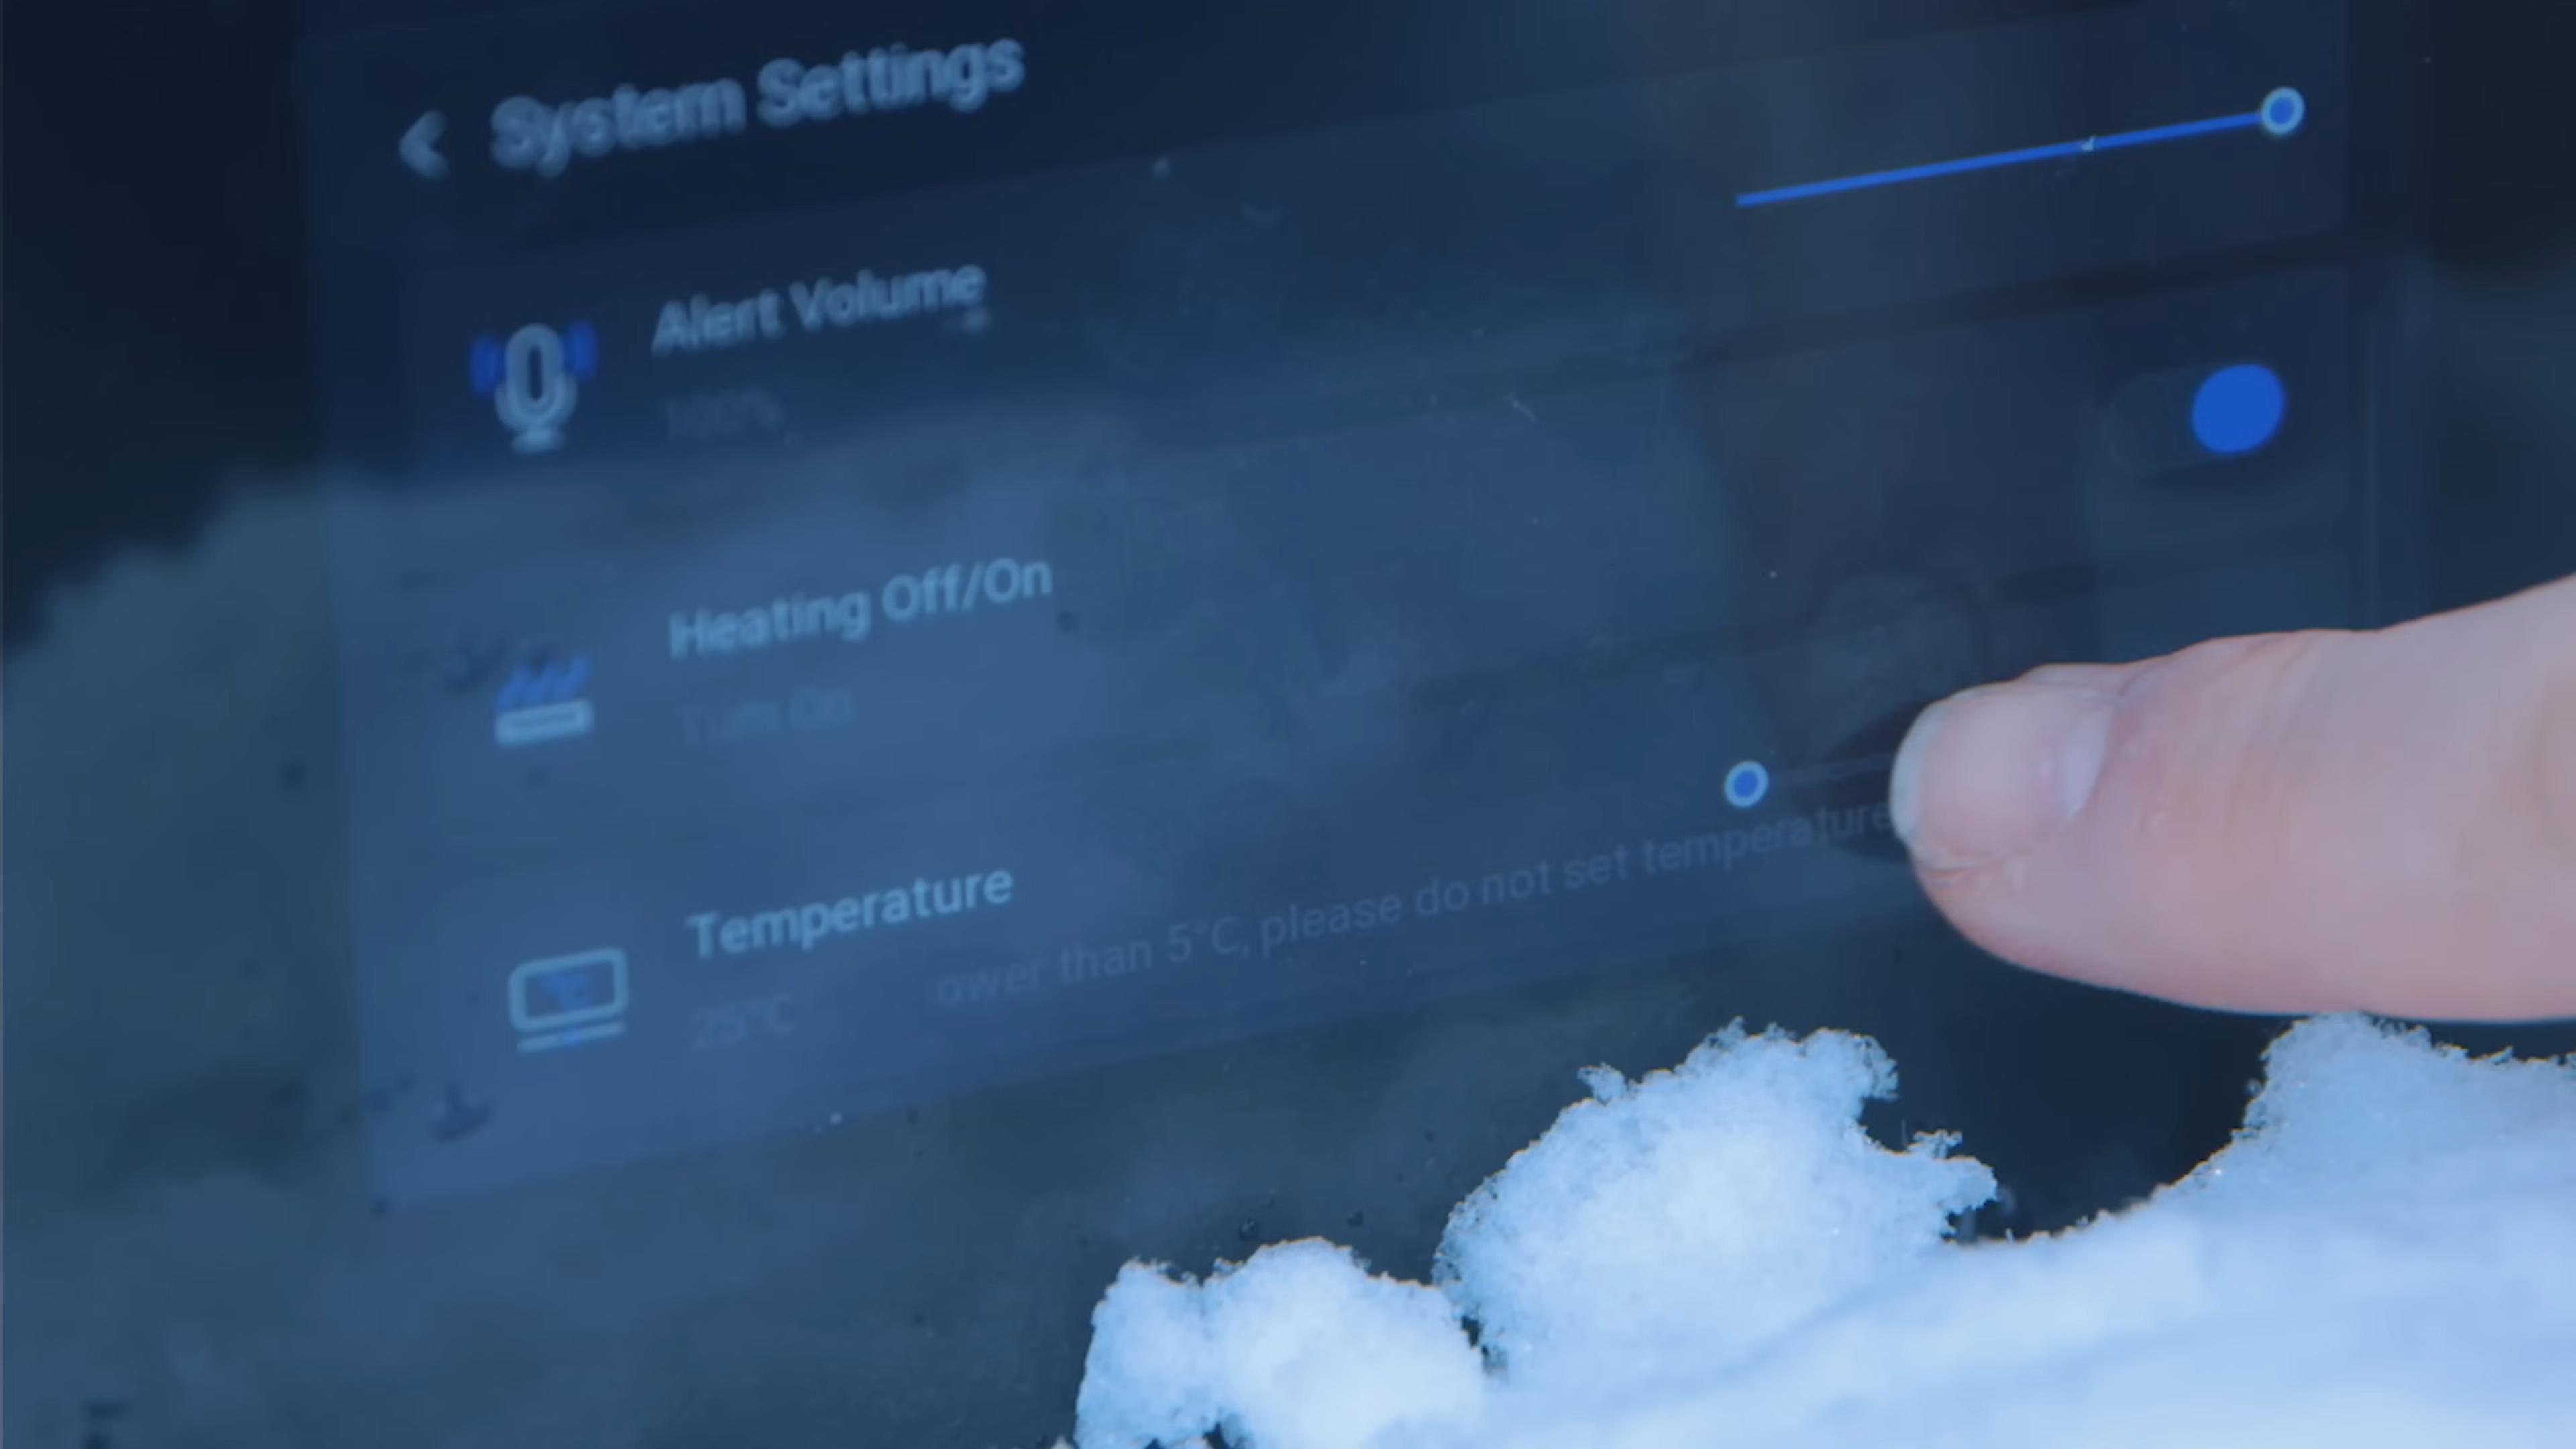 System Settings
Alert Volume
100%
Heating Off/On
Turn On
Temperature
25°C
ower than 5°C, please do not set temperature